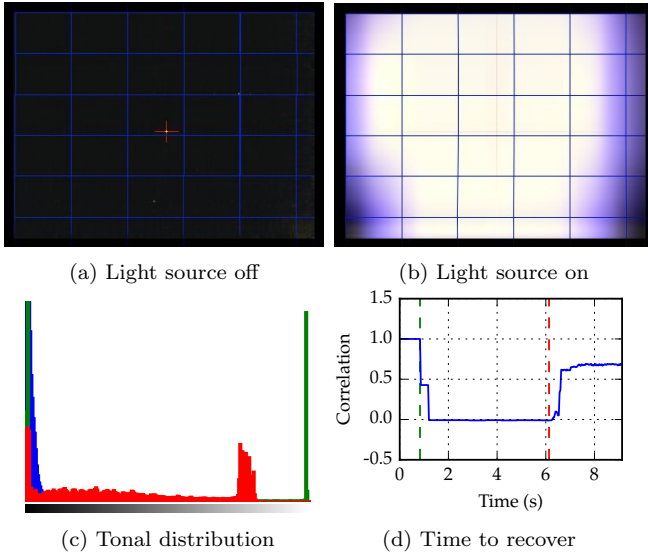 (a) Light source off
(b) Light source on
(c) Tonal distribution
1.5
1.0
0.5
0.0
-0.5
Correlation
0 2 4 6 8
Time (s)
(d) Time to recover